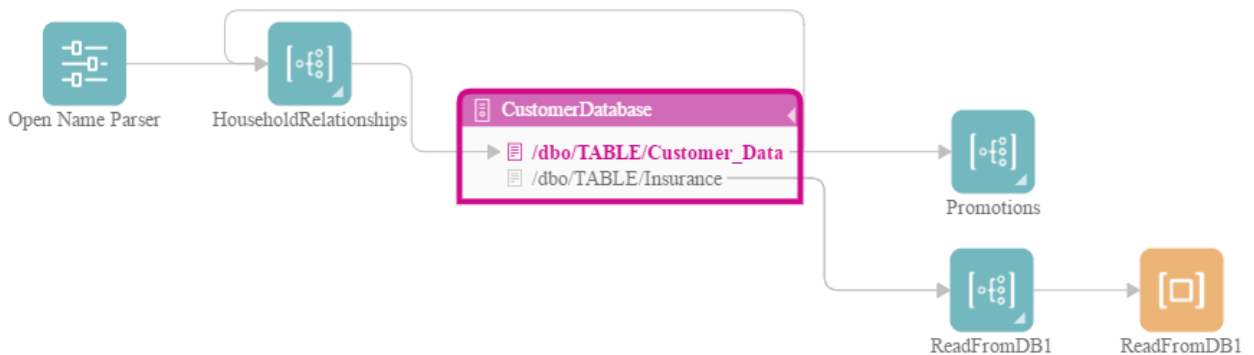 Open Name Parser
HouseholdRelationships
CustomerDatabase
/dbo/TABLE/Customer_Data
/dbo/TABLE/Insurance
Promotions
ReadFromDB1
ReadFromDB1